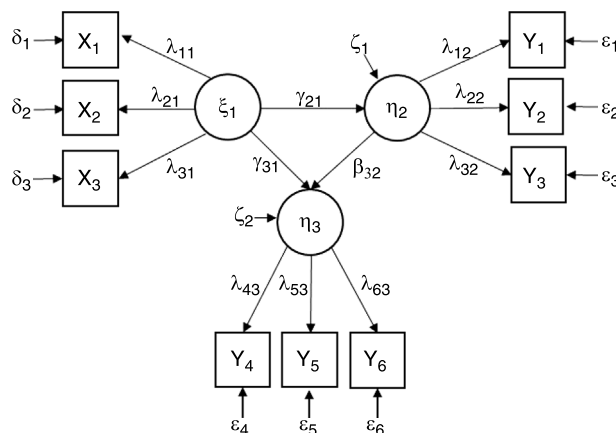 δ₁ X₁ λ₁₁ ζ₁ λ₁₂ Y₁ ε₁
δ₂ X₂ λ₂₁ ξ₁ γ₂₁ η₂ λ₂₂ Y₂ ε₂
δ₃ X₃ λ₃₁ γ₃₁ β₃₂ λ₃₂ Y₃ ε₃
ζ₂ η₃
λ₄₃ λ₅₃ λ₆₃
Y₄ Y₅ Y₆
ε₄ ε₅ ε₆